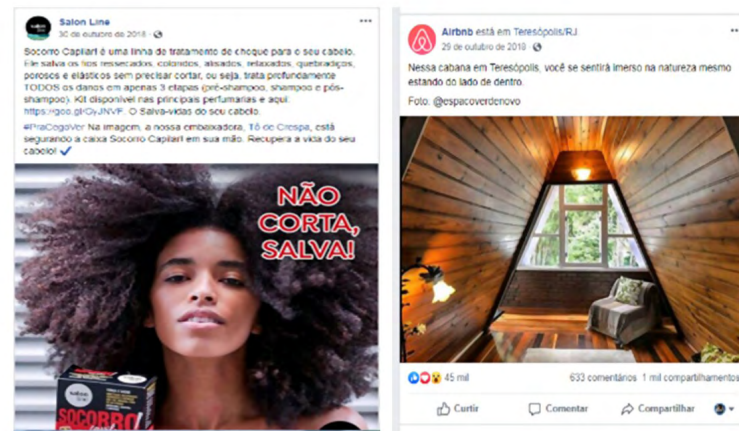 Salon Line
30 de outubro de 2018 ·
Socorro Capilar! é uma linha de tratamento de choque para o seu cabelo.
Ele salva os fios ressecados, coloridos, alisados, relaxados, quebradiços,
porosos e elásticos sem precisar cortar, ou seja, trata profundamente
TODOS os danos em apenas 3 etapas (pré-shampoo, shampoo e pós-
shampoo). Kit disponível nas principais perfumarias e aqui:
O Salva-vidas do seu cabelo.
#PraCegoVer Na imagem, a nossa embaixadora, Tô de Crespa, está
segurando a caixa Socorro Capilar! em sua mão. Recupera a vida do seu
cabelo!
NÃO
CORTA,
SALVA!
SOCORRO
Airbnb está em Teresópolis/RJ.
29 de outubro de 2018 ·
Nessa cabana em Teresópolis, você se sentirá imerso na natureza mesmo
estando do lado de dentro.
Foto: @espacoverdenovo
45 mil
633 comentários 1 mil compartilhamentos
Curtir Comentar Compartilhar